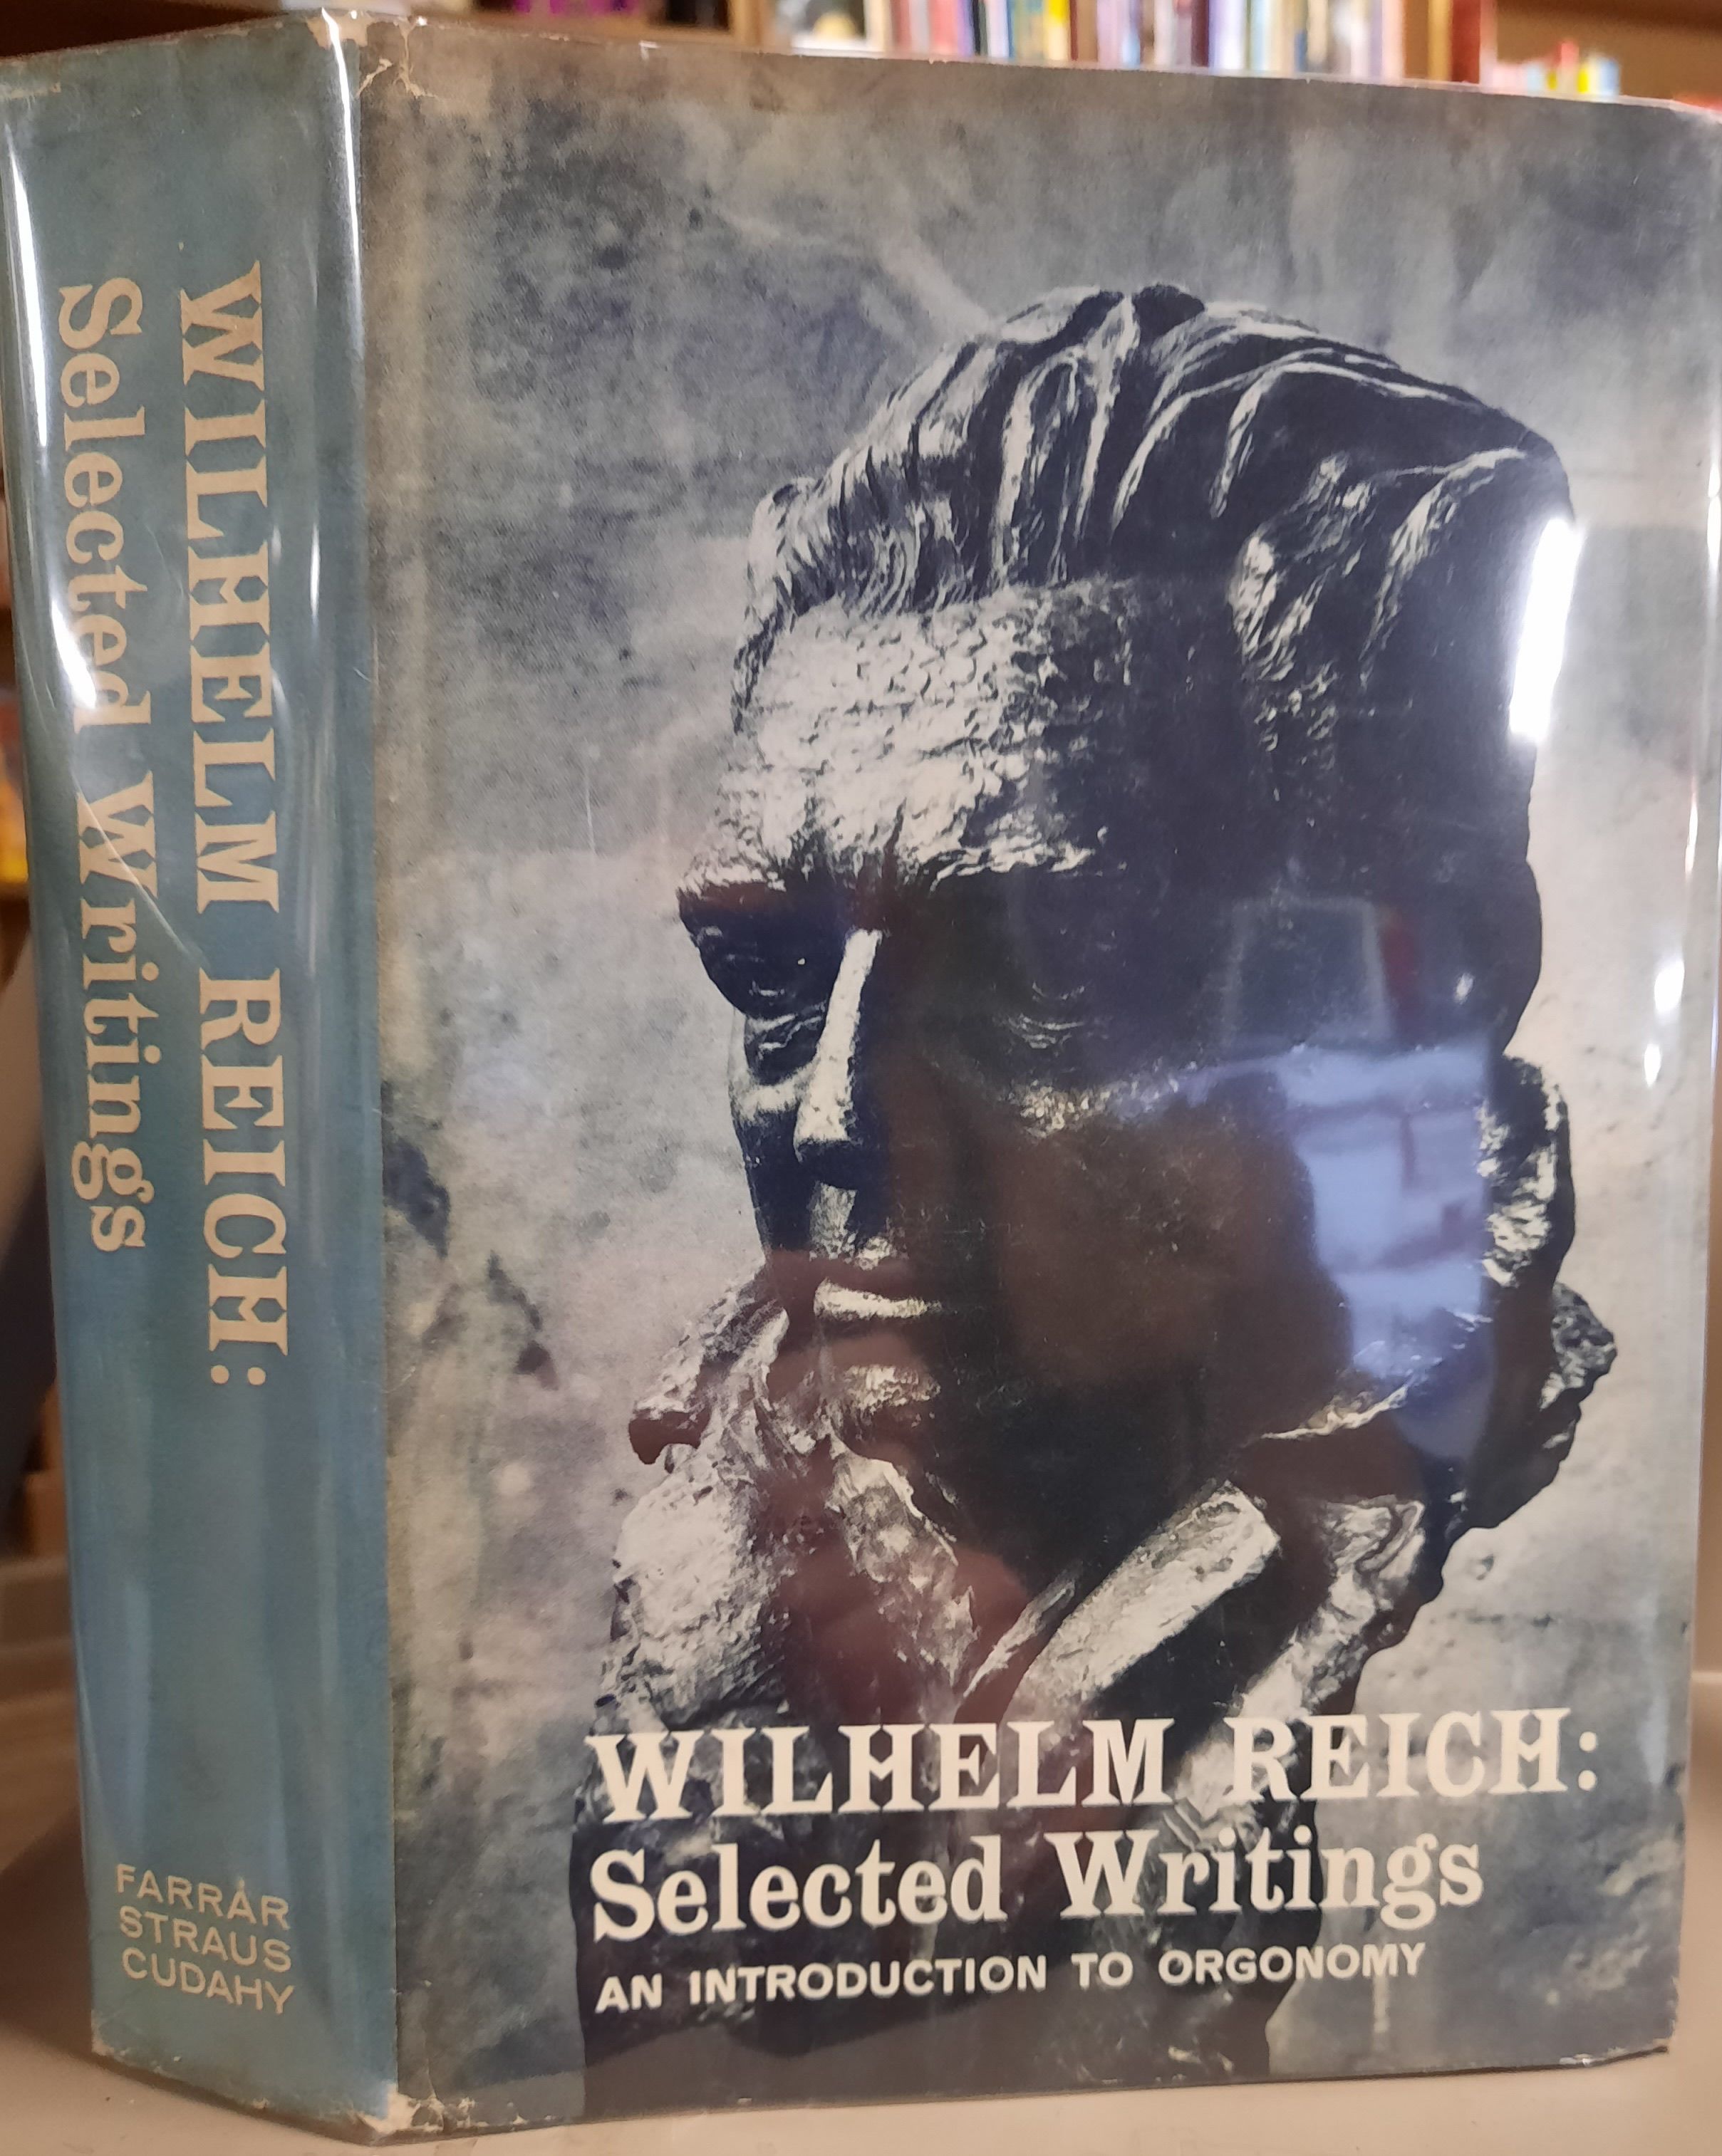 WILHELM REICH:
Selected Writings
FARRAR
STRAUS
CUDAHY
WILHELM REICH:
Selected Writings
AN INTRODUCTION TO ORGONOMY